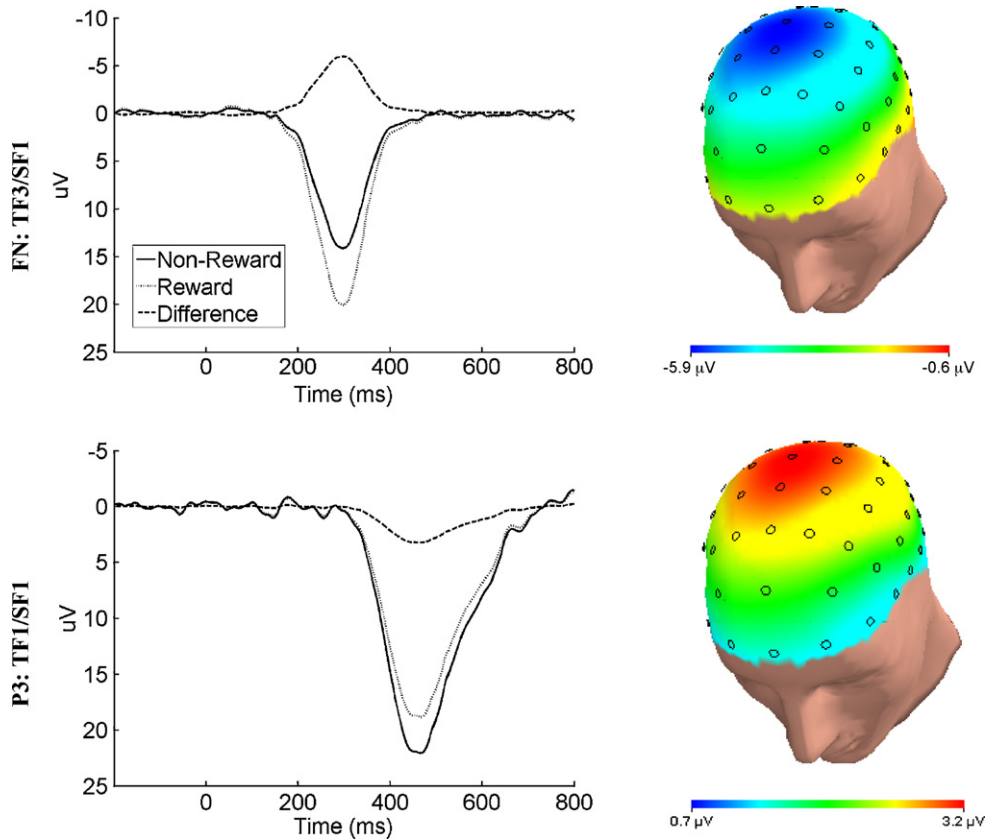 FN: TF3/SF1
uV
-10
-5
0
5
10
15
20
25
Non-Reward
Reward
Difference
0
200
400
600
800
Time (ms)
-5.9 µV
-0.6 µV
P3: TF1/SF1
uV
-5
0
5
10
15
20
25
0
200
400
600
800
Time (ms)
0.7 µV
3.2 µV